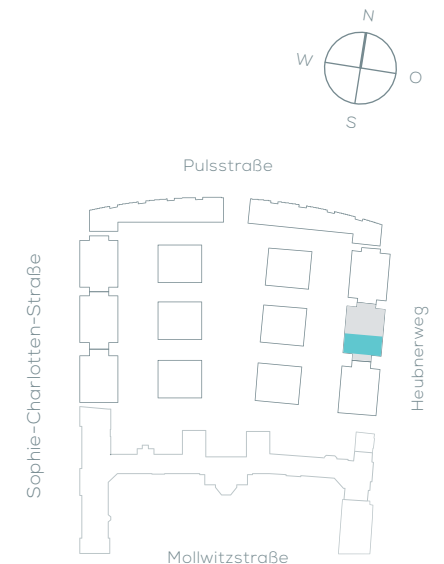 N
W
O
S
Pulsstraße
Sophie-Charlotten-Straße
Heubnerweg
Mollwitzstraße